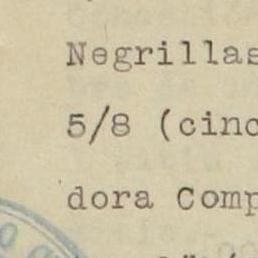 Negrillas
5/8 (cinc
dora Comp